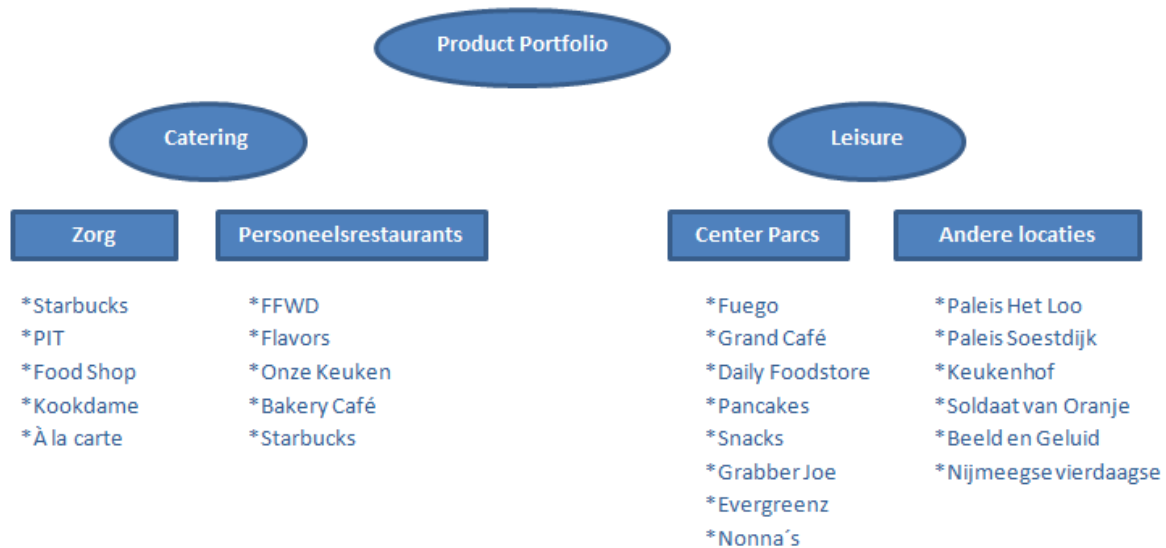 Product Portfolio
Catering
Leisure
Zorg
Personeelsrestaurants
Center Parcs
Andere locaties
*Starbucks
*PIT
*Food Shop
*Kookdame
*À la carte
*FFWD
*Flavors
*Onze Keuken
*Bakery Café
*Starbucks
*Fuego
*Grand Café
*Daily Foodstore
*Pancakes
*Snacks
*Grabber Joe
*Evergreenz
*Nonna´s
*Paleis Het Loo
*Paleis Soestdijk
*Keukenhof
*Soldaat van Oranje
*Beeld en Geluid
*Nijmeegse vierdaagse